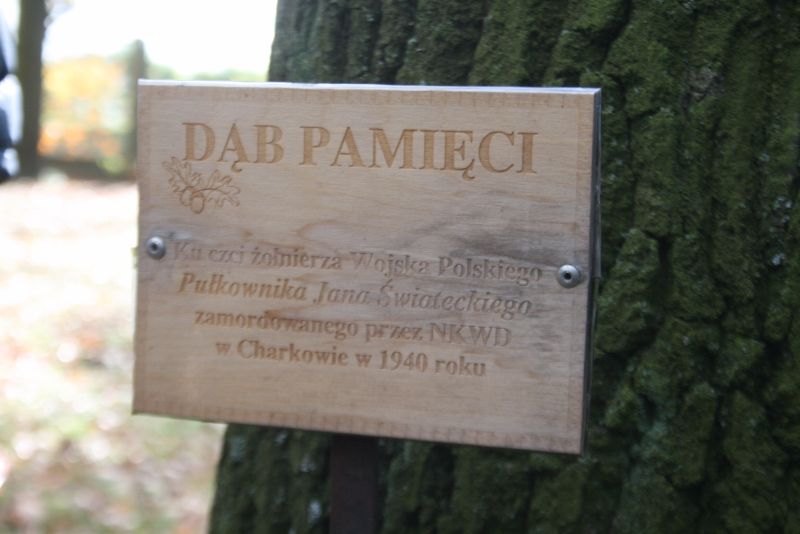 DĄB PAMIĘCI
Ku czci żołnierza Wojska Polskiego
Pułkownika Jana Świateckiego
zamordowanego przez NKWD
w Charkowie w 1940 roku